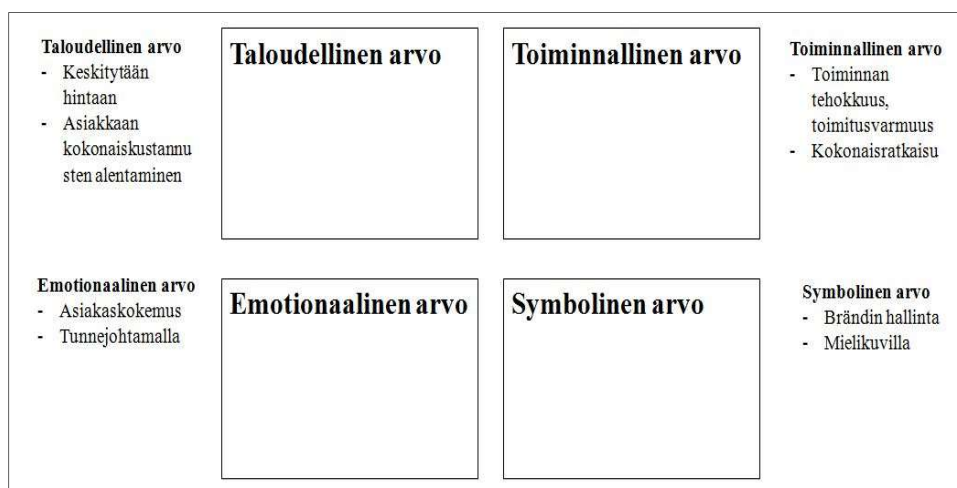 Taloudellinen arvo
- Keskitytään
hintaan
- Asiakkaan
kokonaiskustannu
sten alentaminen
Taloudellinen arvo
Toiminnallinen arvo
Toiminnallinen arvo
- Toiminnan
tehokkuus,
toimitusvarmuus
- Kokonaisratkaisu
Emotionaalinen arvo
- Asiakaskokemus
- Tunnejohtamalla
Emotionaalinen arvo
Symbolinen arvo
Symbolinen arvo
- Brändin hallinta
- Mielikuvilla